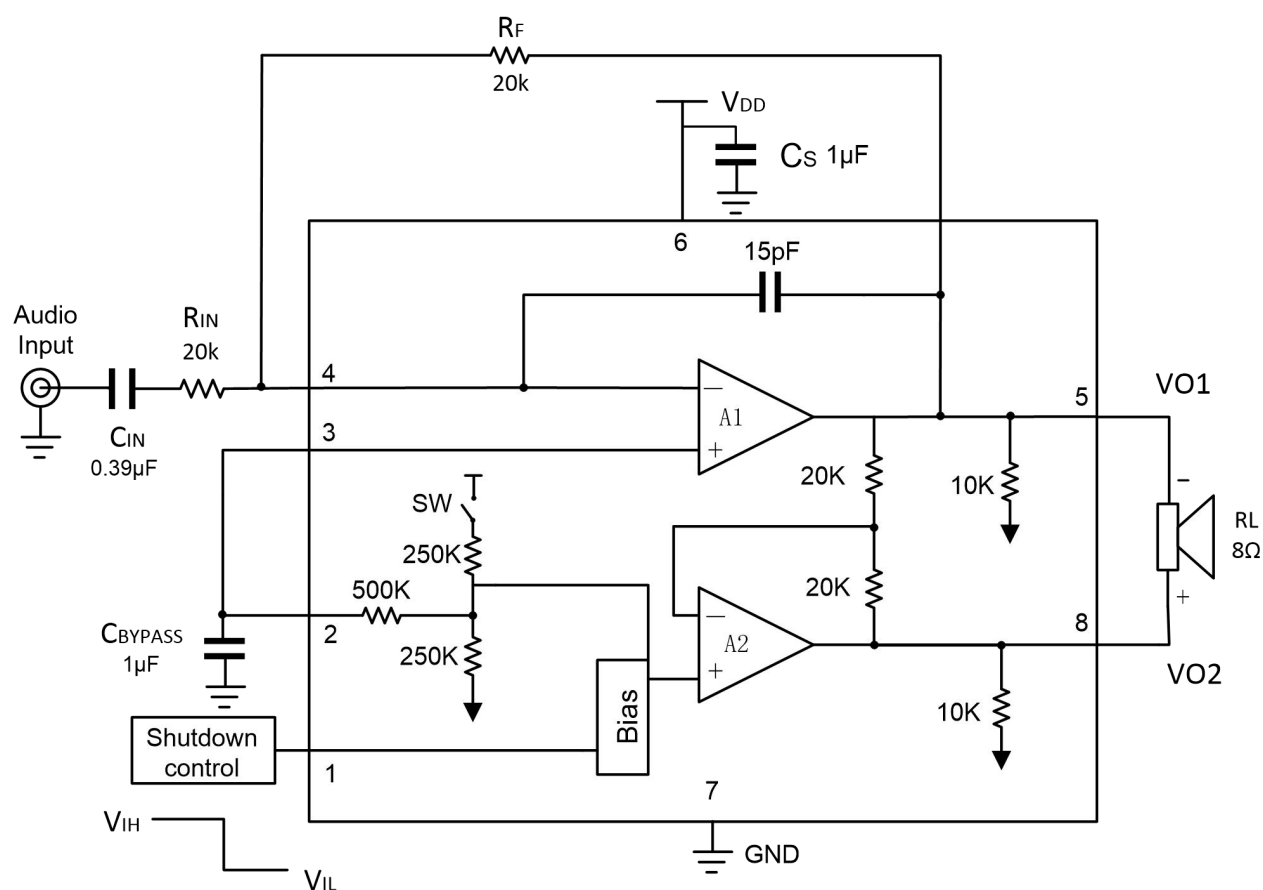 RF
20k
VDD
CS 1µF
6
15pF
Audio
Input
RIN
20k
4
CIN
0.39µF
3
A1
−
+
5
VO1
20K
10K
SW
250K
500K
2
250K
CBYPASS
1µF
20K
−
RL
8Ω
+
A2
−
+
8
VO2
10K
Bias
Shutdown
control
1
7
GND
VIH
VIL